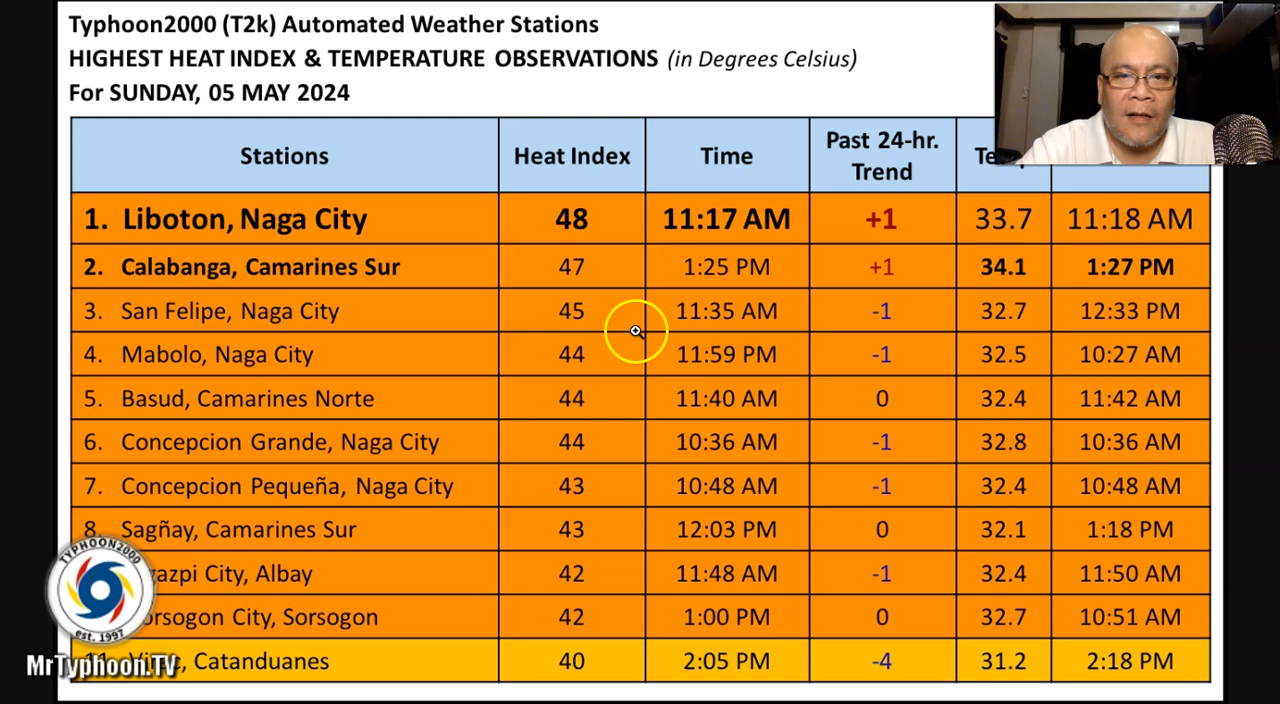 Typhoon2000 (T2k) Automated Weather Stations
HIGHEST HEAT INDEX & TEMPERATURE OBSERVATIONS (in Degrees Celsius)
For SUNDAY, 05 MAY 2024
Stations Heat Index Time Past 24-hr. Trend
1. Liboton, Naga City 48 11:17 AM +1 33.7 11:18 AM
2. Calabanga, Camarines Sur 47 1:25 PM +1 34.1 1:27 PM
3. San Felipe, Naga City 45 11:35 AM -1 32.7 12:33 PM
4. Mabolo, Naga City 44 11:59 PM -1 32.5 10:27 AM
5. Basud, Camarines Norte 44 11:40 AM 0 32.4 11:42 AM
6. Concepcion Grande, Naga City 44 10:36 AM -1 32.8 10:36 AM
7. Concepcion Pequeña, Naga City 43 10:48 AM -1 32.4 10:48 AM
8. Sagñay, Camarines Sur 43 12:03 PM 0 32.1 1:18 PM
City, Albay 42 11:48 AM -1 32.4 11:50 AM
City, Sorsogon 42 1:00 PM 0 32.7 10:51 AM
Catanduanes 40 2:05 PM -4 31.2 2:18 PM
TYPHOON2000
est. 1997
MrTyphoon.TV